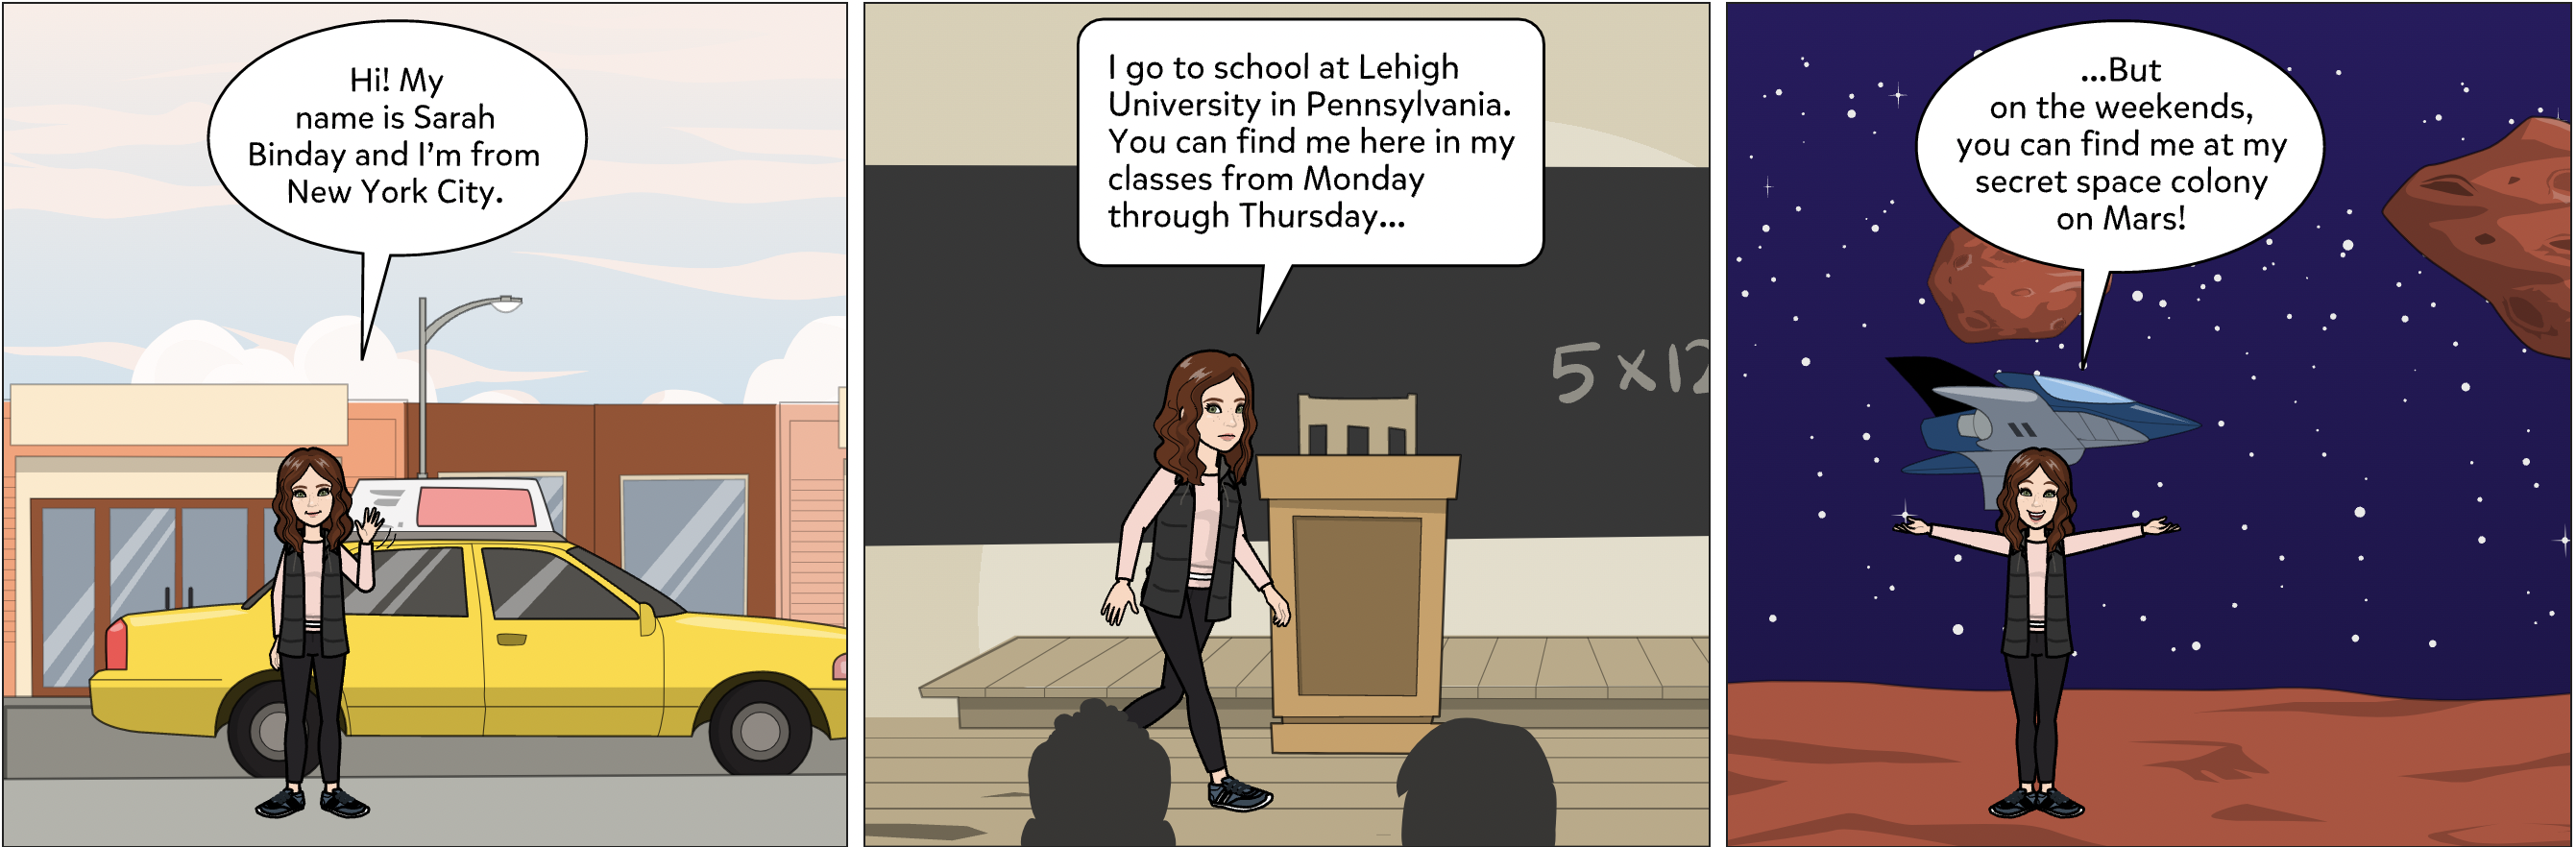 Hi! My
name is Sarah
Binday and I'm from
New York City.
I go to school at Lehigh
University in Pennsylvania.
You can find me here in my
classes from Monday
through Thursday...
5x12
...But
on the weekends,
you can find me at my
secret space colony
on Mars!